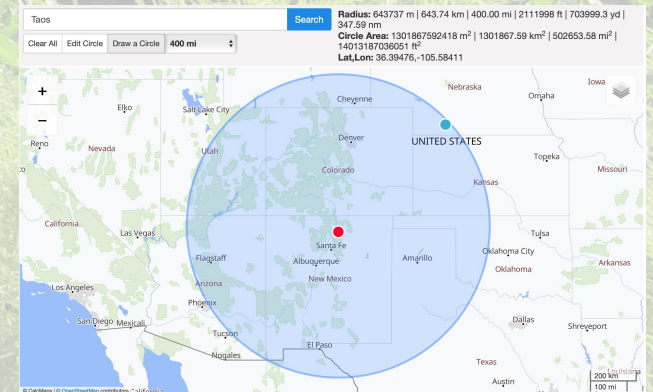 Taos
Search
Clear All
Edit Circle
Draw a Circle
400 mi
Radius: 643737 m | 643.74 km | 400.00 mi | 2111998 ft | 703999.3 yd |
347.59 nm
Circle Area: 1301867592418 m² | 1301867.59 km² | 502653.58 mi² |
14013187036051 ft²
Lat,Lon: 36.39476,-105.58411
+
−
Iowa
Nebraska
Omaha
Cheyenne
Elko
Salt Lake City
Denver
UNITED STATES
Reno
Nevada
Utah
Topeka
Colorado
Missouri
Kansas
California
Las Vegas
Tulsa
Santa Fe
Oklahoma City
Flagstaff
Albuquerque
Amarillo
Arkansas
Oklahoma
New Mexico
Arizona
Los Angeles
Phoenix
San Diego
Mexicali
Dallas
Shreveport
Tucson
El Paso
Nogales
Texas
Louisiana
200 km
Austin
100 mi
© CalcMaps | © OpenStreetMap contributors